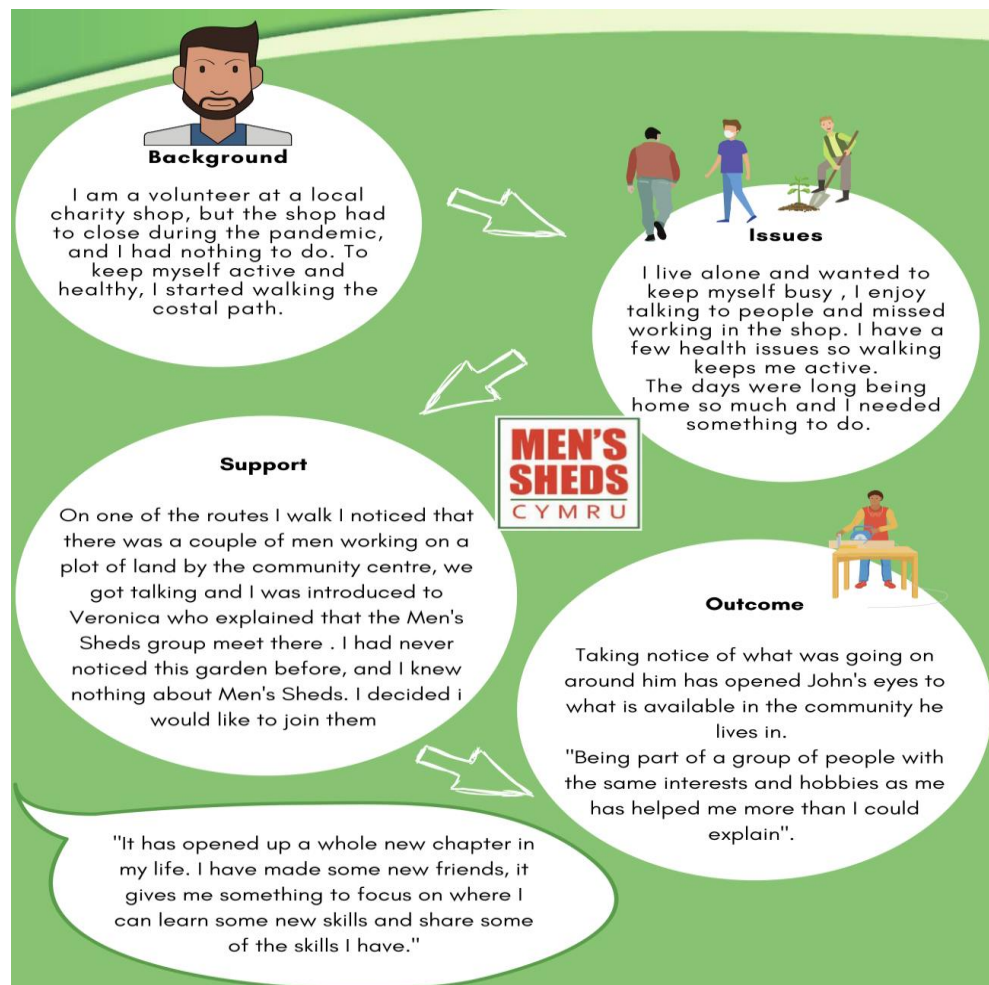 Background
I am a volunteer at a local
charity shop, but the shop had
to close during the pandemic,
and I had nothing to do. To
keep myself active and
healthy, I started walking the
costal path.
Issues
I live alone and wanted to
keep myself busy , I enjoy
talking to people and missed
working in the shop. I have a
few health issues so walking
keeps me active.
The days were long being
home so much and I needed
something to do.
Support
On one of the routes I walk I noticed that
there was a couple of men working on a
plot of land by the community centre, we
got talking and I was introduced to
Veronica who explained that the Men's
Sheds group meet there . I had never
noticed this garden before, and I knew
nothing about Men's Sheds. I decided i
would like to join them
MEN'S
SHEDS
CYMRU
Outcome
Taking notice of what was going on
around him has opened John's eyes to
what is available in the community he
lives in.
"Being part of a group of people with
the same interests and hobbies as me
has helped me more than I could
explain".
"It has opened up a whole new chapter in
my life. I have made some new friends, it
gives me something to focus on where I
can learn some new skills and share some
of the skills I have."